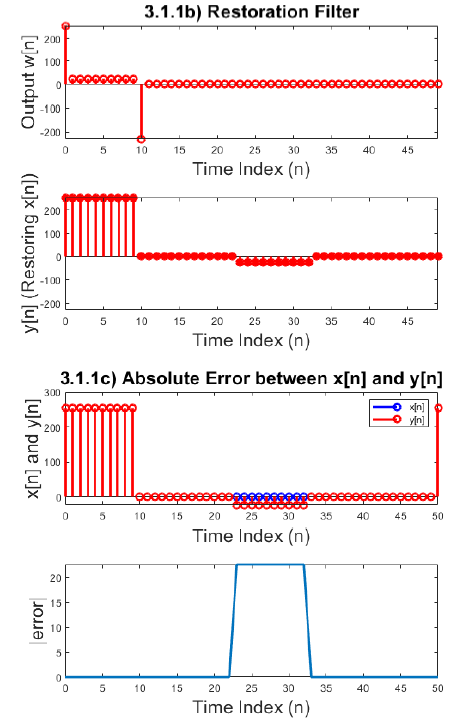 3.1.1b) Restoration Filter
Output w[n]
200
100
0
-100
-200
0 5 10 15 20 25 30 35 40 45
Time Index (n)
y[n] (Restoring x[n])
200
100
0
-100
-200
0 5 10 15 20 25 30 35 40 45
Time Index (n)
3.1.1c) Absolute Error between x[n] and y[n]
x[n] and y[n]
300
200
100
0
x[n]
y[n]
0 5 10 15 20 25 30 35 40 45 50
Time Index (n)
|error|
20
15
10
5
0
0 5 10 15 20 25 30 35 40 45 50
Time Index (n)